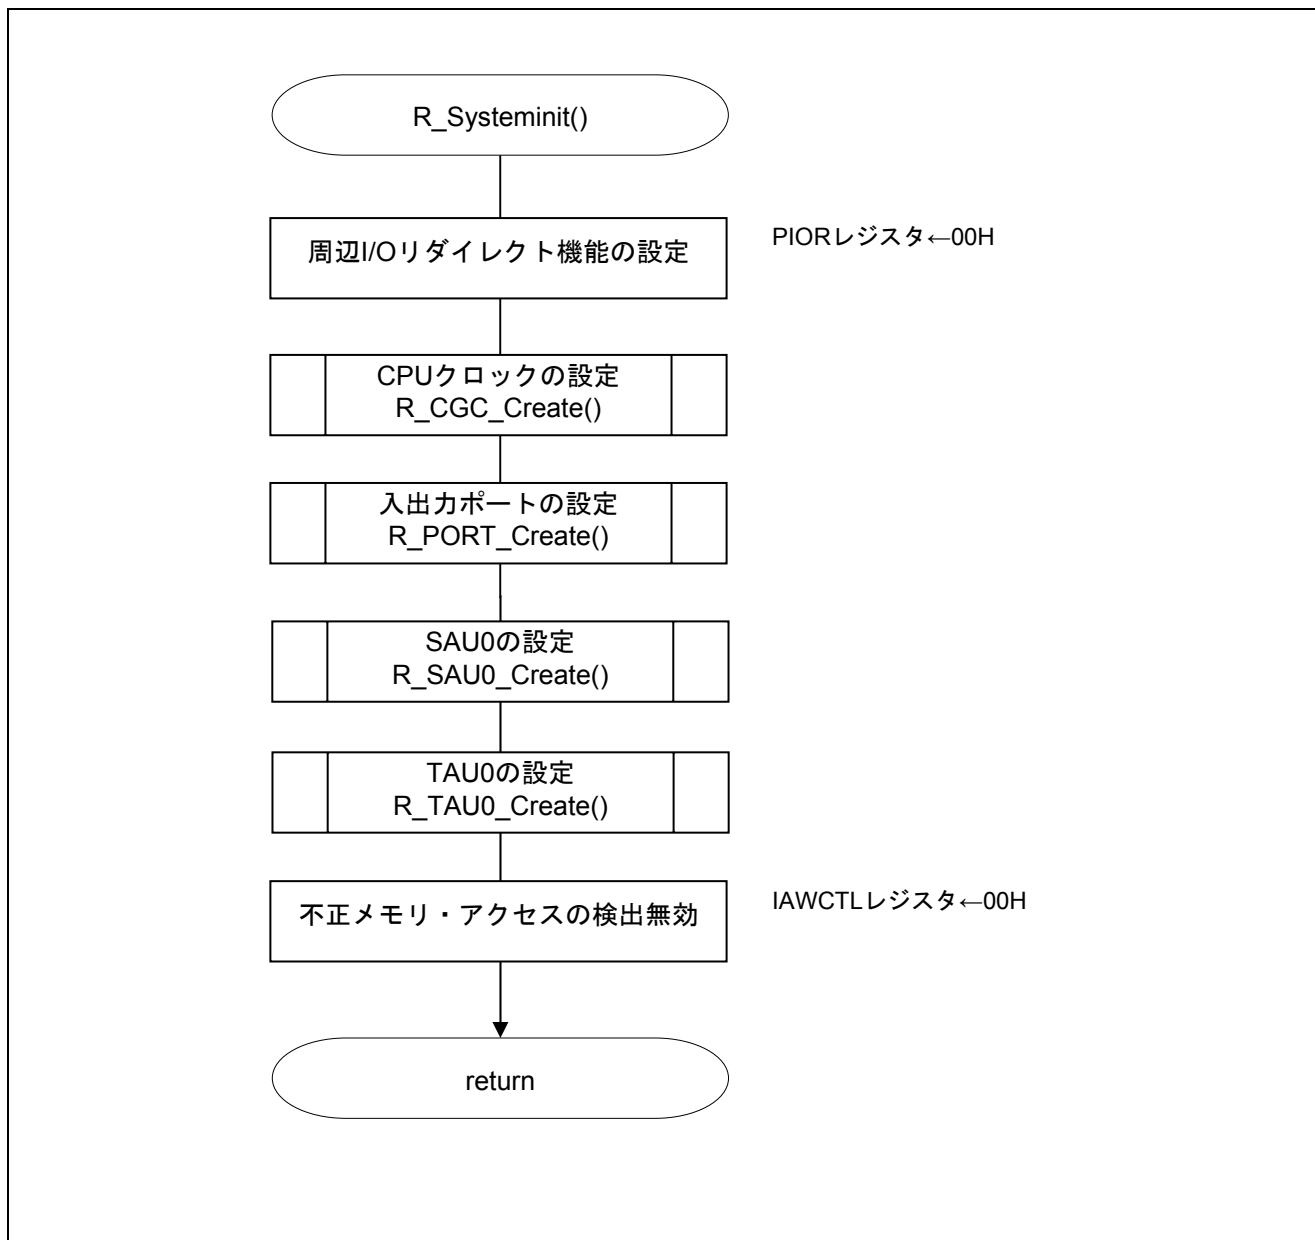 R_Systeminit()
周辺I/Oリダイレクト機能の設定
PIORレジスタ←00H
CPUクロックの設定
R_CGC_Create()
入出力ポートの設定
R_PORT_Create()
SAU0の設定
R_SAU0_Create()
TAU0の設定
R_TAU0_Create()
不正メモリ・アクセスの検出無効
IAWCTLレジスタ←00H
return